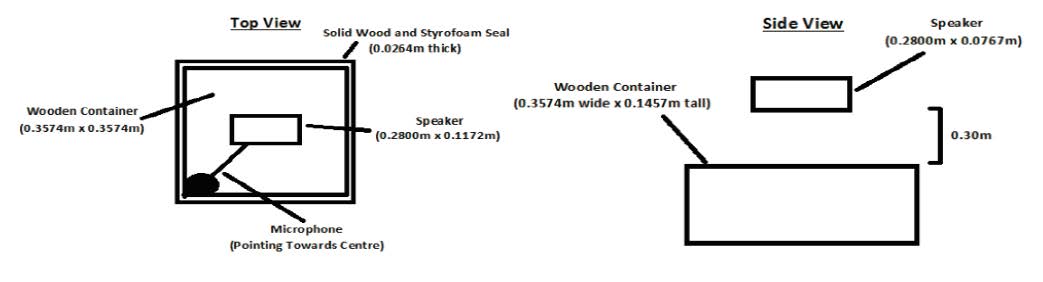 Top View
Solid Wood and Styrofoam Seal
(0.0264m thick)
Wooden Container
(0.3574m x 0.3574m)
Speaker
(0.2800m x 0.1172m)
Microphone
(Pointing Towards Centre)
Side View
Speaker
(0.2800m x 0.0767m)
Wooden Container
(0.3574m wide x 0.1457m tall)
0.30m